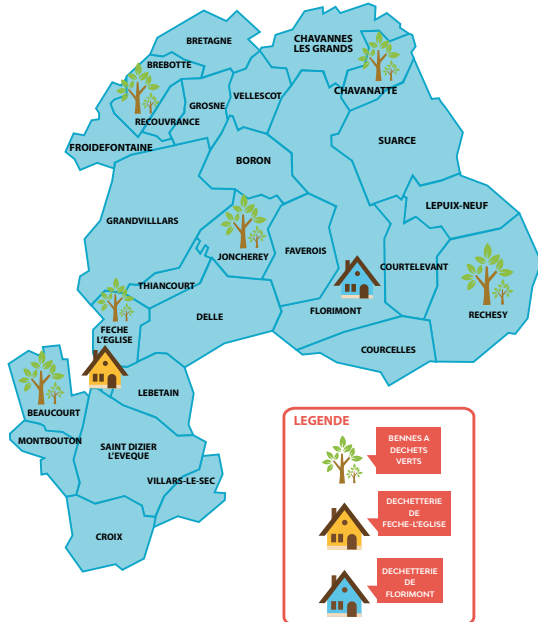 BRETAGNE
CHAVANNES
LES GRANDS
BREBOTTE
VELLESCOT
CHAVANATTE
GROSNE
RECOUVRANCE
SUARCE
FROIDEFONTAINE
BORON
LEPUIX-NEUF
GRANDVILLLARS
JONCHEREY
FAVEROIS
COURTELEVANT
THIANCOURT
RECHESY
DELLE
FLORIMONT
FECHE
L'EGLISE
COURCELLES
LEBETAIN
BEAUCOURT
MONTBOUTON
SAINT DIZIER
L'EVEQUE
VILLARS-LE-SEC
CROIX
LEGENDE
BENNES A
DECHETS
VERTS
DECHETTERIE
DE
FECHE-L'EGLISE
DECHETTERIE
DE
FLORIMONT